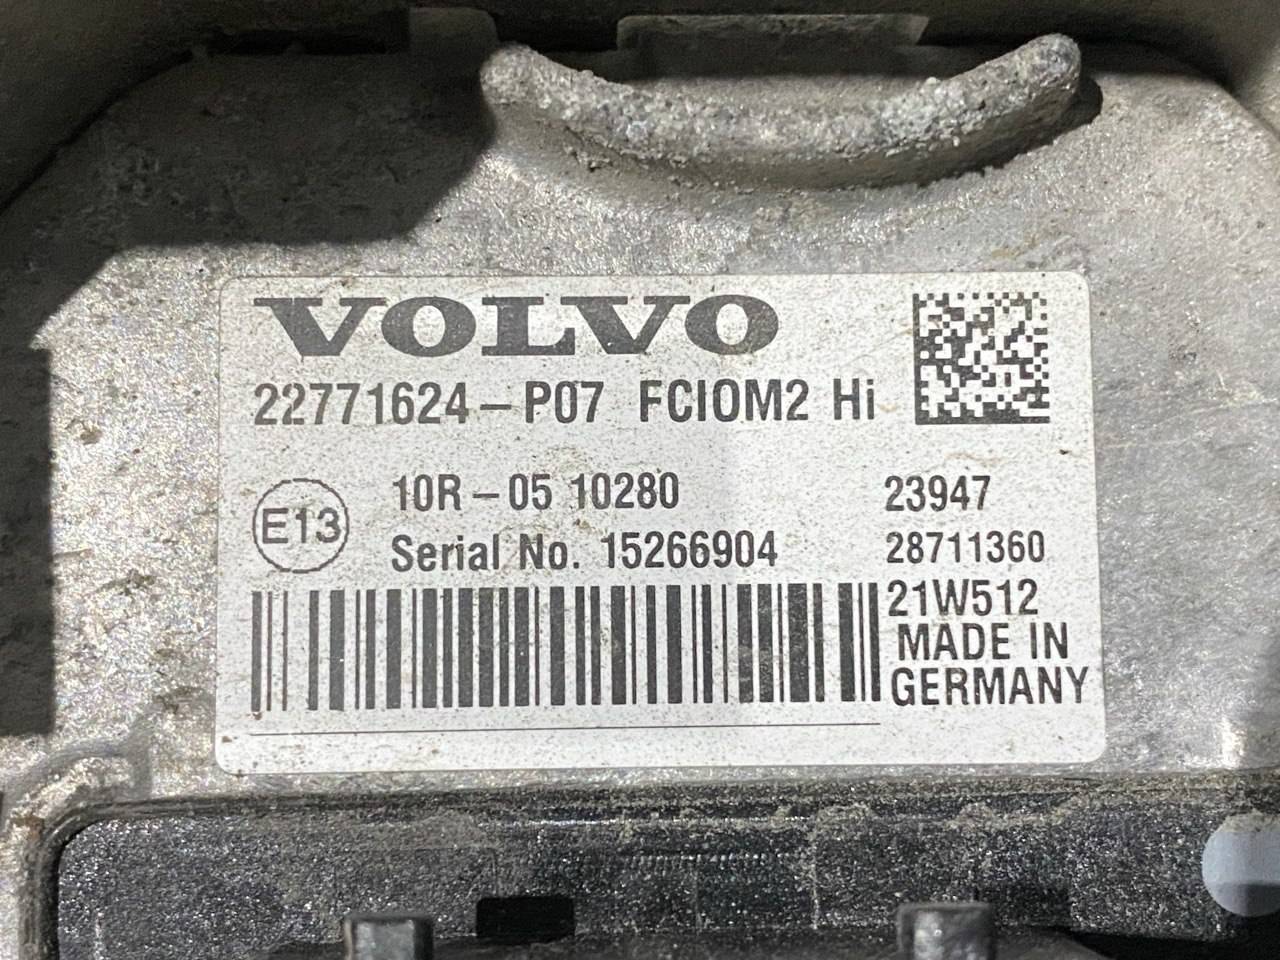 VOLVO
22771624-P07 FCIOM2 Hi
E13
10R-05 10280
23947
Serial No. 15266904
28711360
21W512
MADE IN
GERMANY